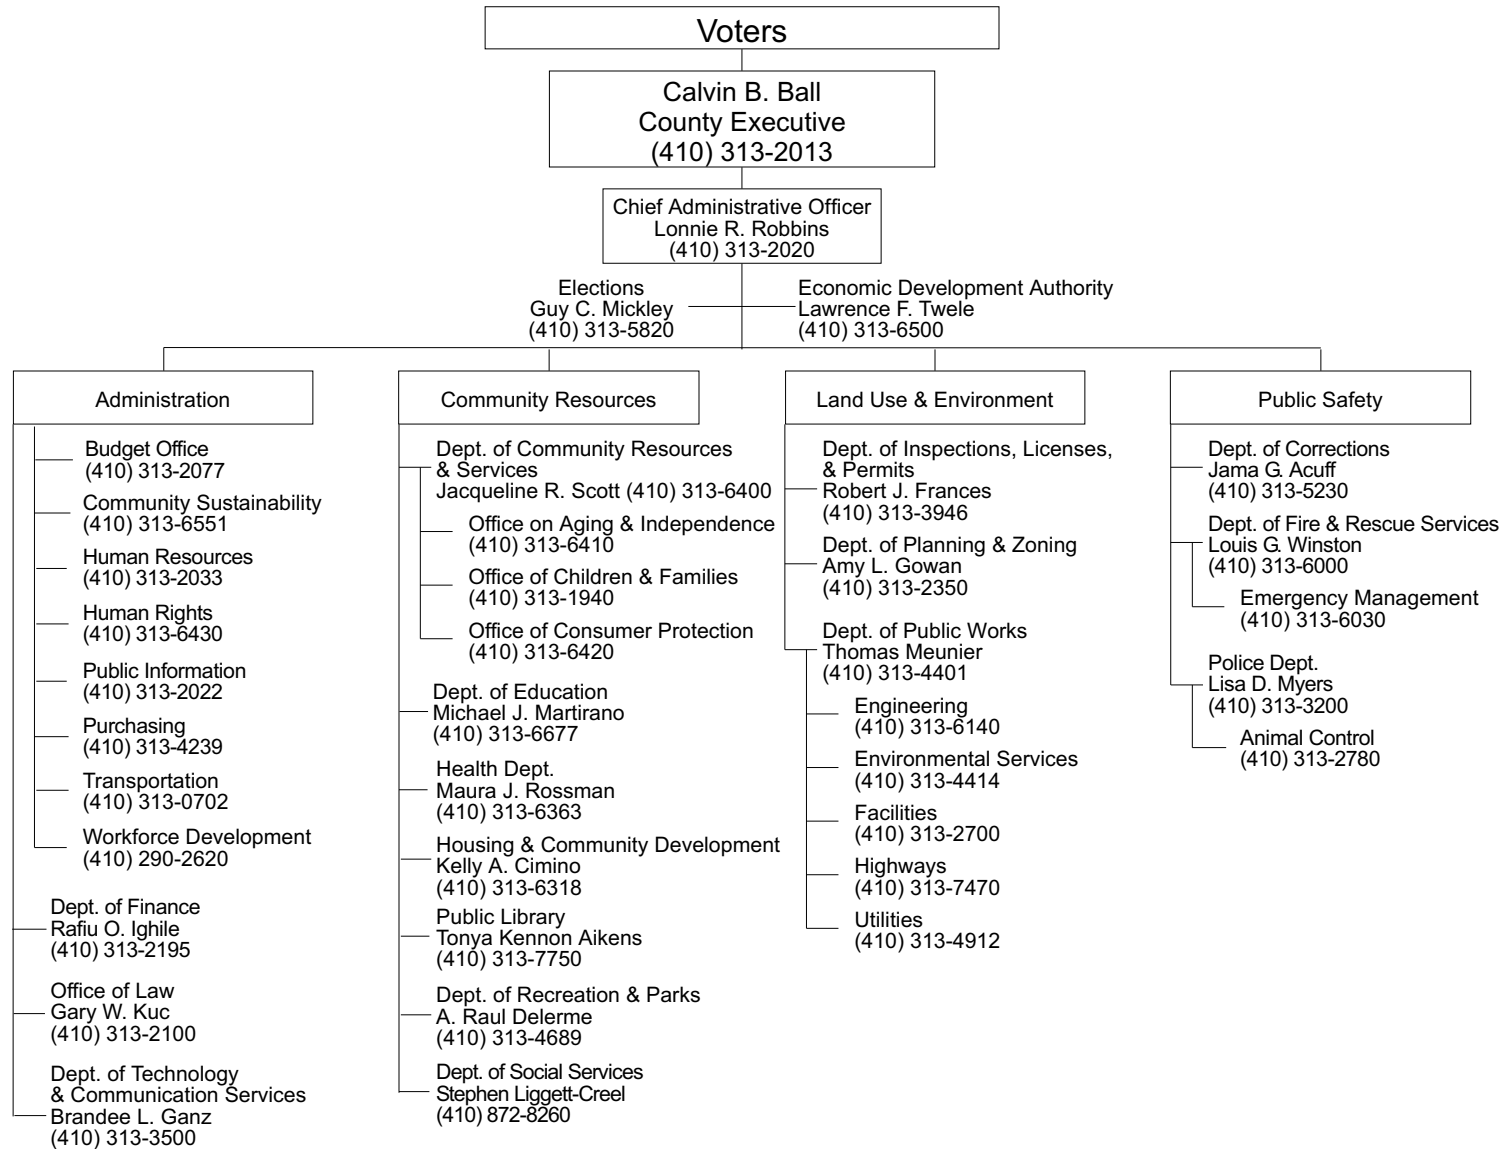 Voters
Calvin B. Ball
County Executive
(410) 313-2013
Chief Administrative Officer
Lonnie R. Robbins
(410) 313-2020
Elections
Guy C. Mickley
(410) 313-5820
Economic Development Authority
Lawrence F. Twele
(410) 313-6500
Administration
Budget Office
(410) 313-2077
Community Sustainability
(410) 313-6551
Human Resources
(410) 313-2033
Human Rights
(410) 313-6430
Public Information
(410) 313-2022
Purchasing
(410) 313-4239
Transportation
(410) 313-0702
Workforce Development
(410) 290-2620
Dept. of Finance
Rafiu O. Ighile
(410) 313-2195
Office of Law
Gary W. Kuc
(410) 313-2100
Dept. of Technology
& Communication Services
Brandee L. Ganz
(410) 313-3500
Community Resources
Dept. of Community Resources
& Services
Jacqueline R. Scott (410) 313-6400
Office on Aging & Independence
(410) 313-6410
Office of Children & Families
(410) 313-1940
Office of Consumer Protection
(410) 313-6420
Dept. of Education
Michael J. Martirano
(410) 313-6677
Health Dept.
Maura J. Rossman
(410) 313-6363
Housing & Community Development
Kelly A. Cimino
(410) 313-6318
Public Library
Tonya Kennon Aikens
(410) 313-7750
Dept. of Recreation & Parks
A. Raul Delerme
(410) 313-4689
Dept. of Social Services
Stephen Liggett-Creel
(410) 872-8260
Land Use & Environment
Dept. of Inspections, Licenses,
& Permits
Robert J. Frances
(410) 313-3946
Dept. of Planning & Zoning
Amy L. Gowan
(410) 313-2350
Dept. of Public Works
Thomas Meunier
(410) 313-4401
Engineering
(410) 313-6140
Environmental Services
(410) 313-4414
Facilities
(410) 313-2700
Highways
(410) 313-7470
Utilities
(410) 313-4912
Public Safety
Dept. of Corrections
Jama G. Acuff
(410) 313-5230
Dept. of Fire & Rescue Services
Louis G. Winston
(410) 313-6000
Emergency Management
(410) 313-6030
Police Dept.
Lisa D. Myers
(410) 313-3200
Animal Control
(410) 313-2780